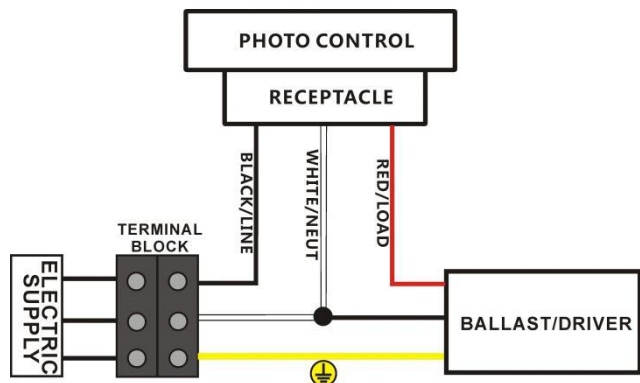 PHOTO CONTROL
RECEPTACLE
BLACK/LINE
WHITE/NEUT
RED/LOAD
TERMINAL
BLOCK
ELECTRIC
SUPPLY
BALLAST/DRIVER